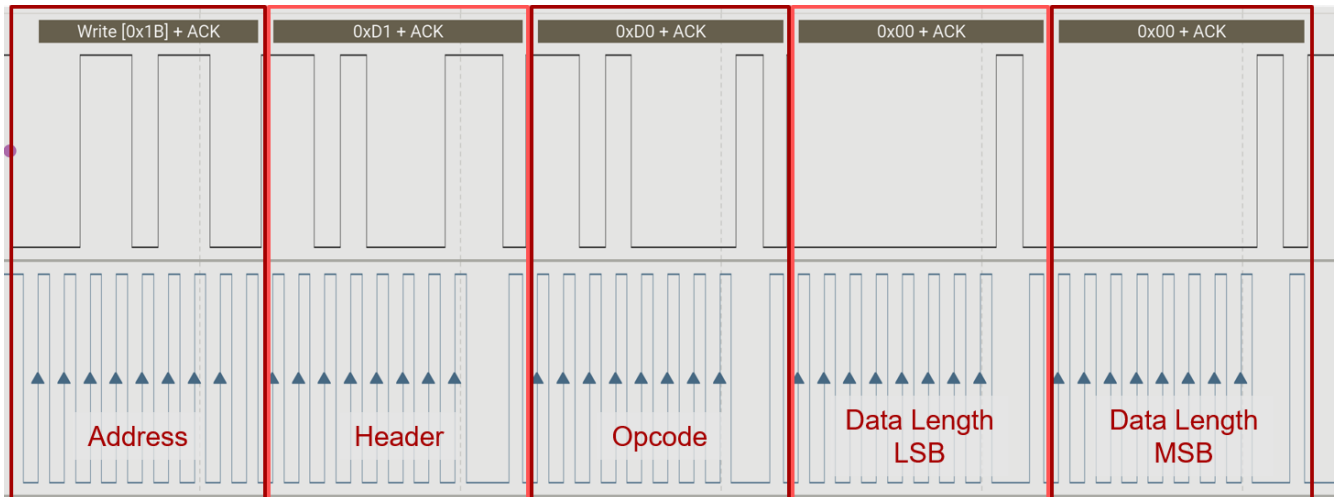 Write [0x1B] + ACK
0xD1 + ACK
0xD0 + ACK
0x00 + ACK
0x00 + ACK
Address
Header
Opcode
Data Length
LSB
Data Length
MSB